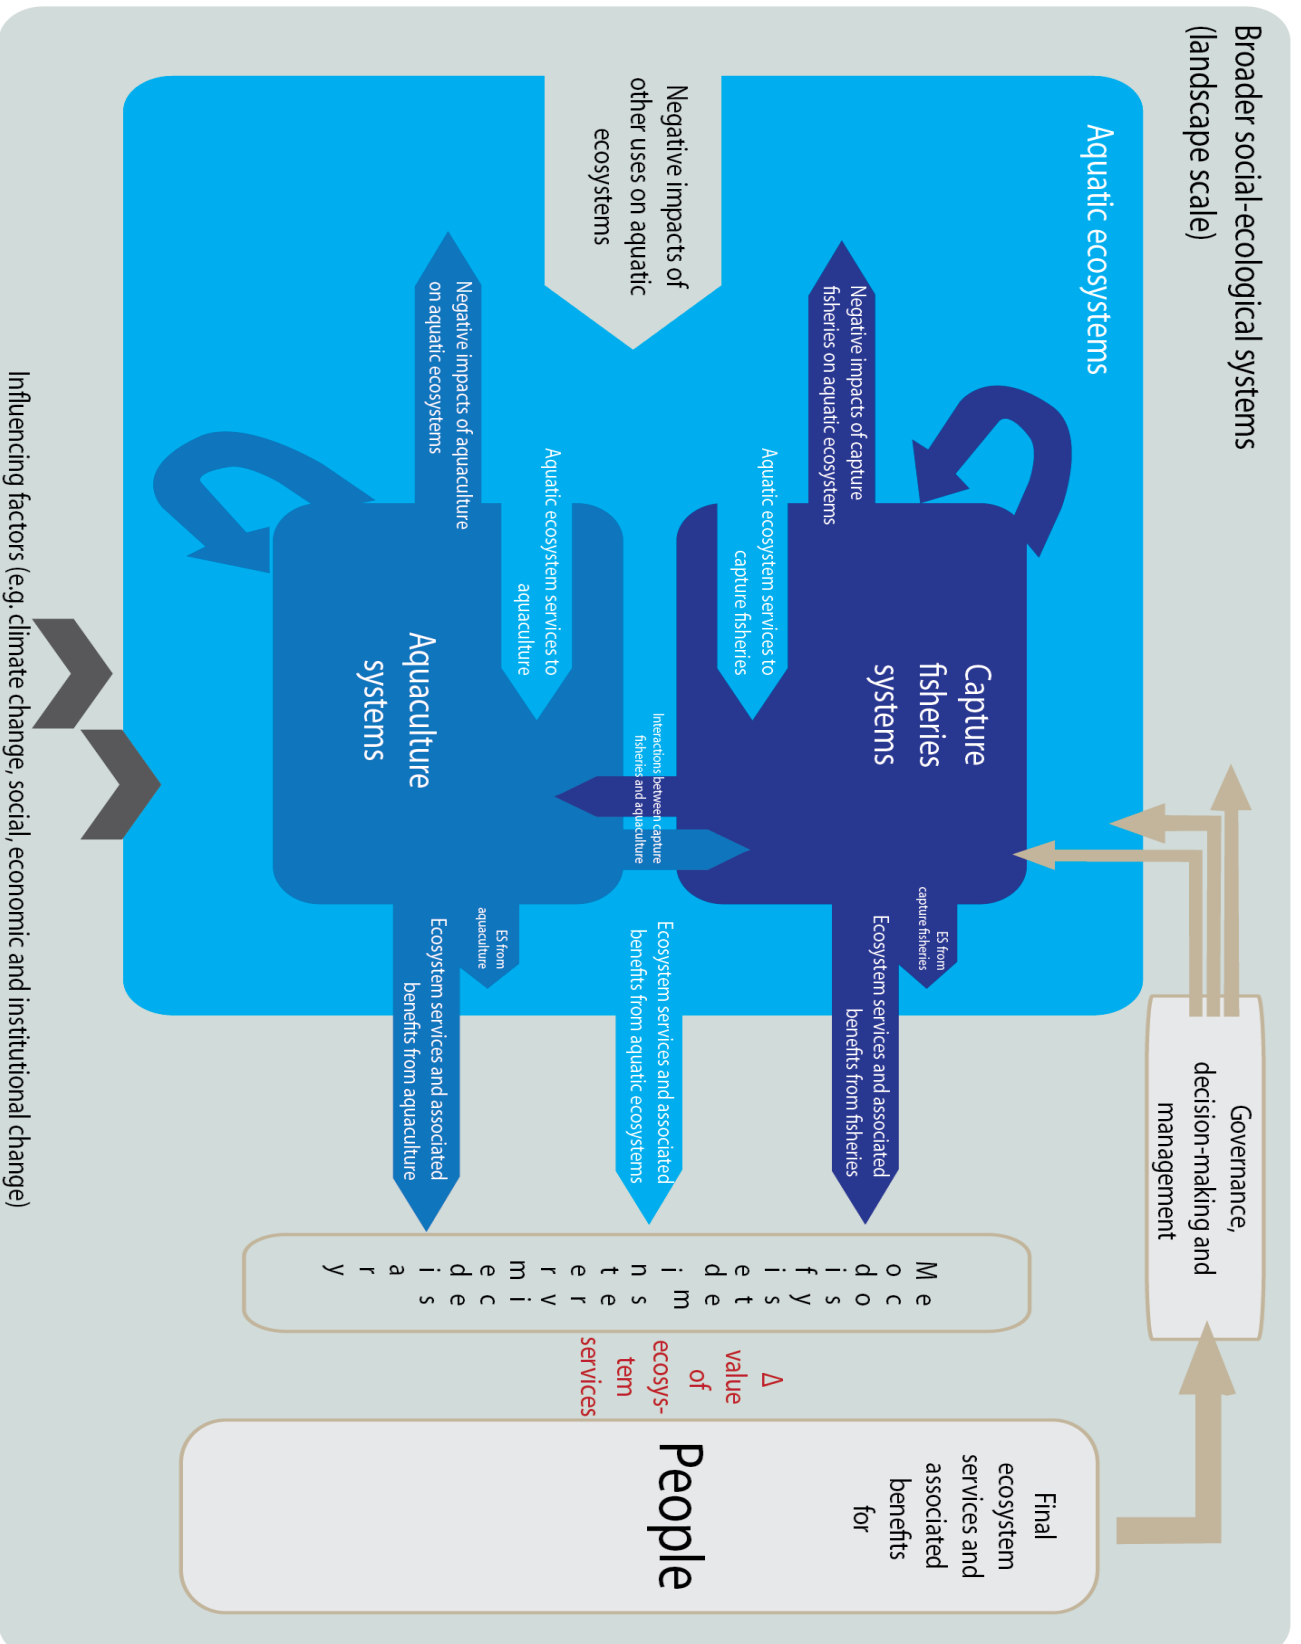 Broader social-ecological systems
(landscape scale)
Aquatic ecosystems
Governance,
decision-making and
management
Negative impacts of
other uses on aquatic
ecosystems
Negative impacts of capture
fisheries on aquatic ecosystems
Aquatic ecosystem services to
capture fisheries
Capture
fisheries
systems
ES from
capture fisheries
Ecosystem services and associated
benefits from fisheries
Interactions between capture
fisheries and aquaculture
Ecosystem services and associated
benefits from aquatic ecosystems
Aquatic ecosystem services to
aquaculture
Negative impacts of aquaculture
on aquatic ecosystems
Aquaculture
systems
ES from
aquaculture
Ecosystem services and associated
benefits from aquaculture
Modified intermediary
ecosystem services
Δ
value
of
ecosys-
tem
services
Final
ecosystem
services and
associated
benefits
for
People
Influencing factors (e.g. climate change, social, economic and institutional change)